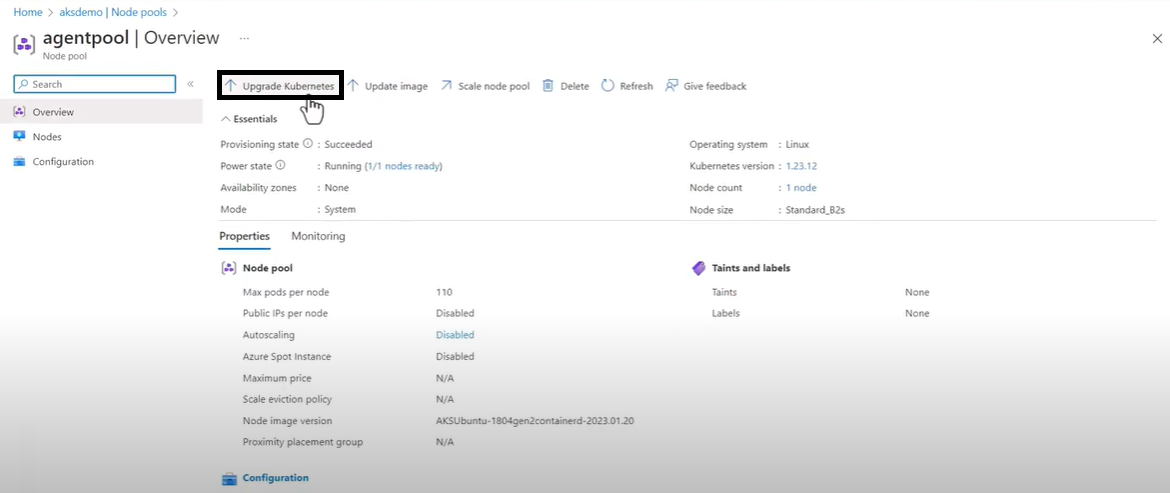 Home > aksdemo | Node pools >
agentpool | Overview ...
Node pool
Search «
Overview
Nodes
Configuration
Upgrade Kubernetes Update image Scale node pool Delete Refresh Give feedback
Essentials
Provisioning state : Succeeded
Power state : Running (1/1 nodes ready)
Availability zones : None
Mode : System
Operating system : Linux
Kubernetes version : 1.23.12
Node count : 1 node
Node size : Standard_B2s
Properties Monitoring
Node pool
Max pods per node 110
Public IPs per node Disabled
Autoscaling Disabled
Azure Spot Instance Disabled
Maximum price N/A
Scale eviction policy N/A
Node image version AKSUbuntu-1804gen2containerd-2023.01.20
Proximity placement group N/A
Taints and labels
Taints None
Labels None
Configuration